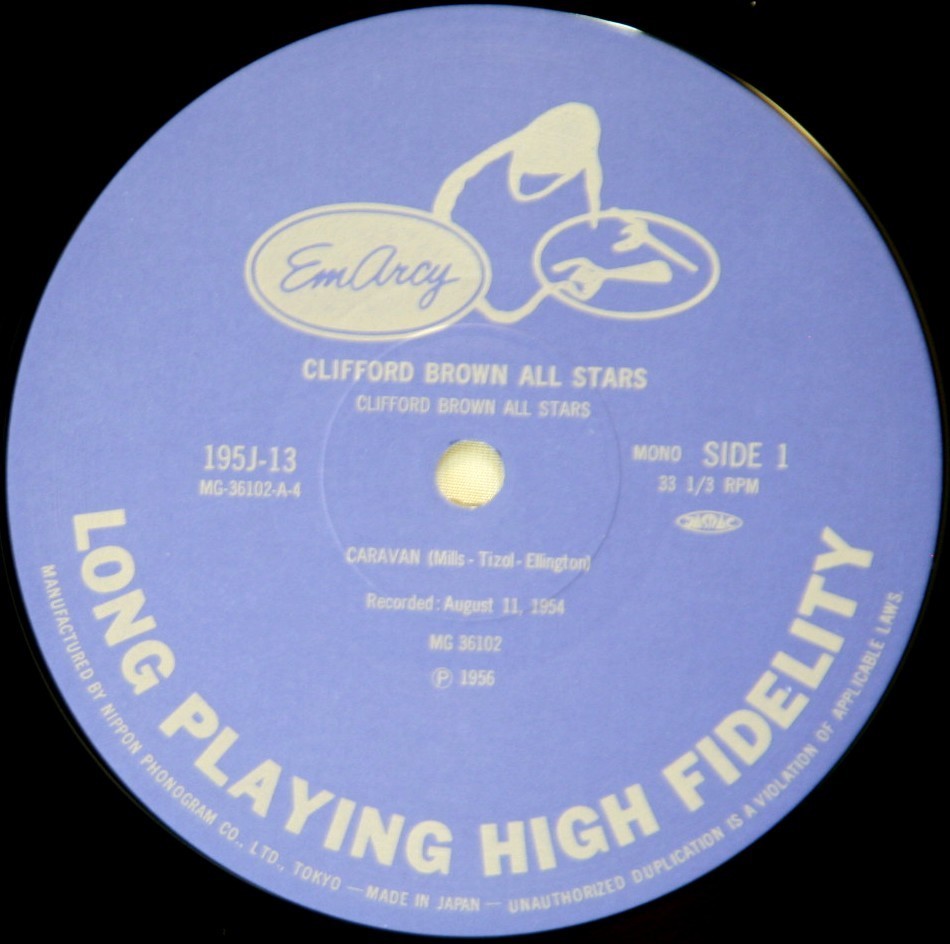 EmArcy
CLIFFORD BROWN ALL STARS
CLIFFORD BROWN ALL STARS
195J-13
MG-36102-A-4
MONO SIDE 1
33 1/3 RPM
CARAVAN (Mills - Tizol - Ellington)
Recorded: August 11, 1954
MG 36102
Ⓟ 1956
LONG PLAYING HIGH FIDELITY
MANUFACTURED BY NIPPON PHONOGRAM CO., LTD., TOKYO — MADE IN JAPAN — UNAUTHORIZED DUPLICATION IS A VIOLATION OF APPLICABLE LAWS.